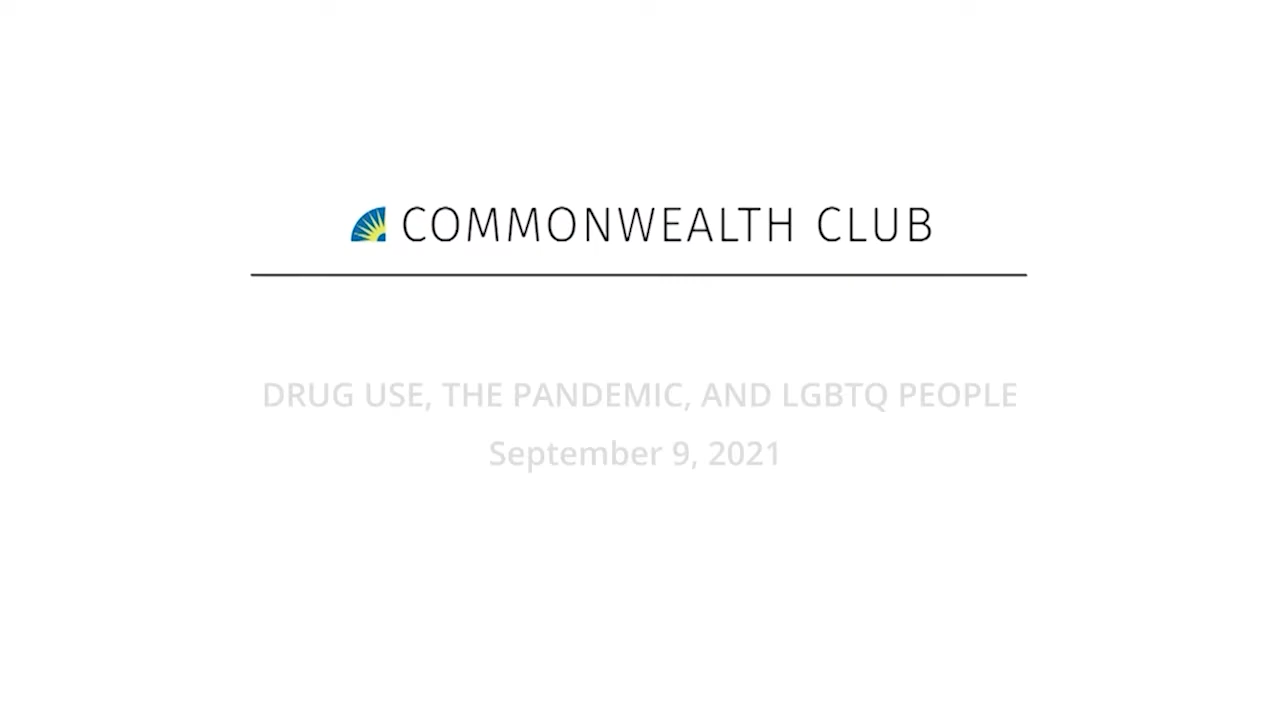 COMMONWEALTH CLUB
DRUG USE, THE PANDEMIC, AND LGBTQ PEOPLE
September 9, 2021